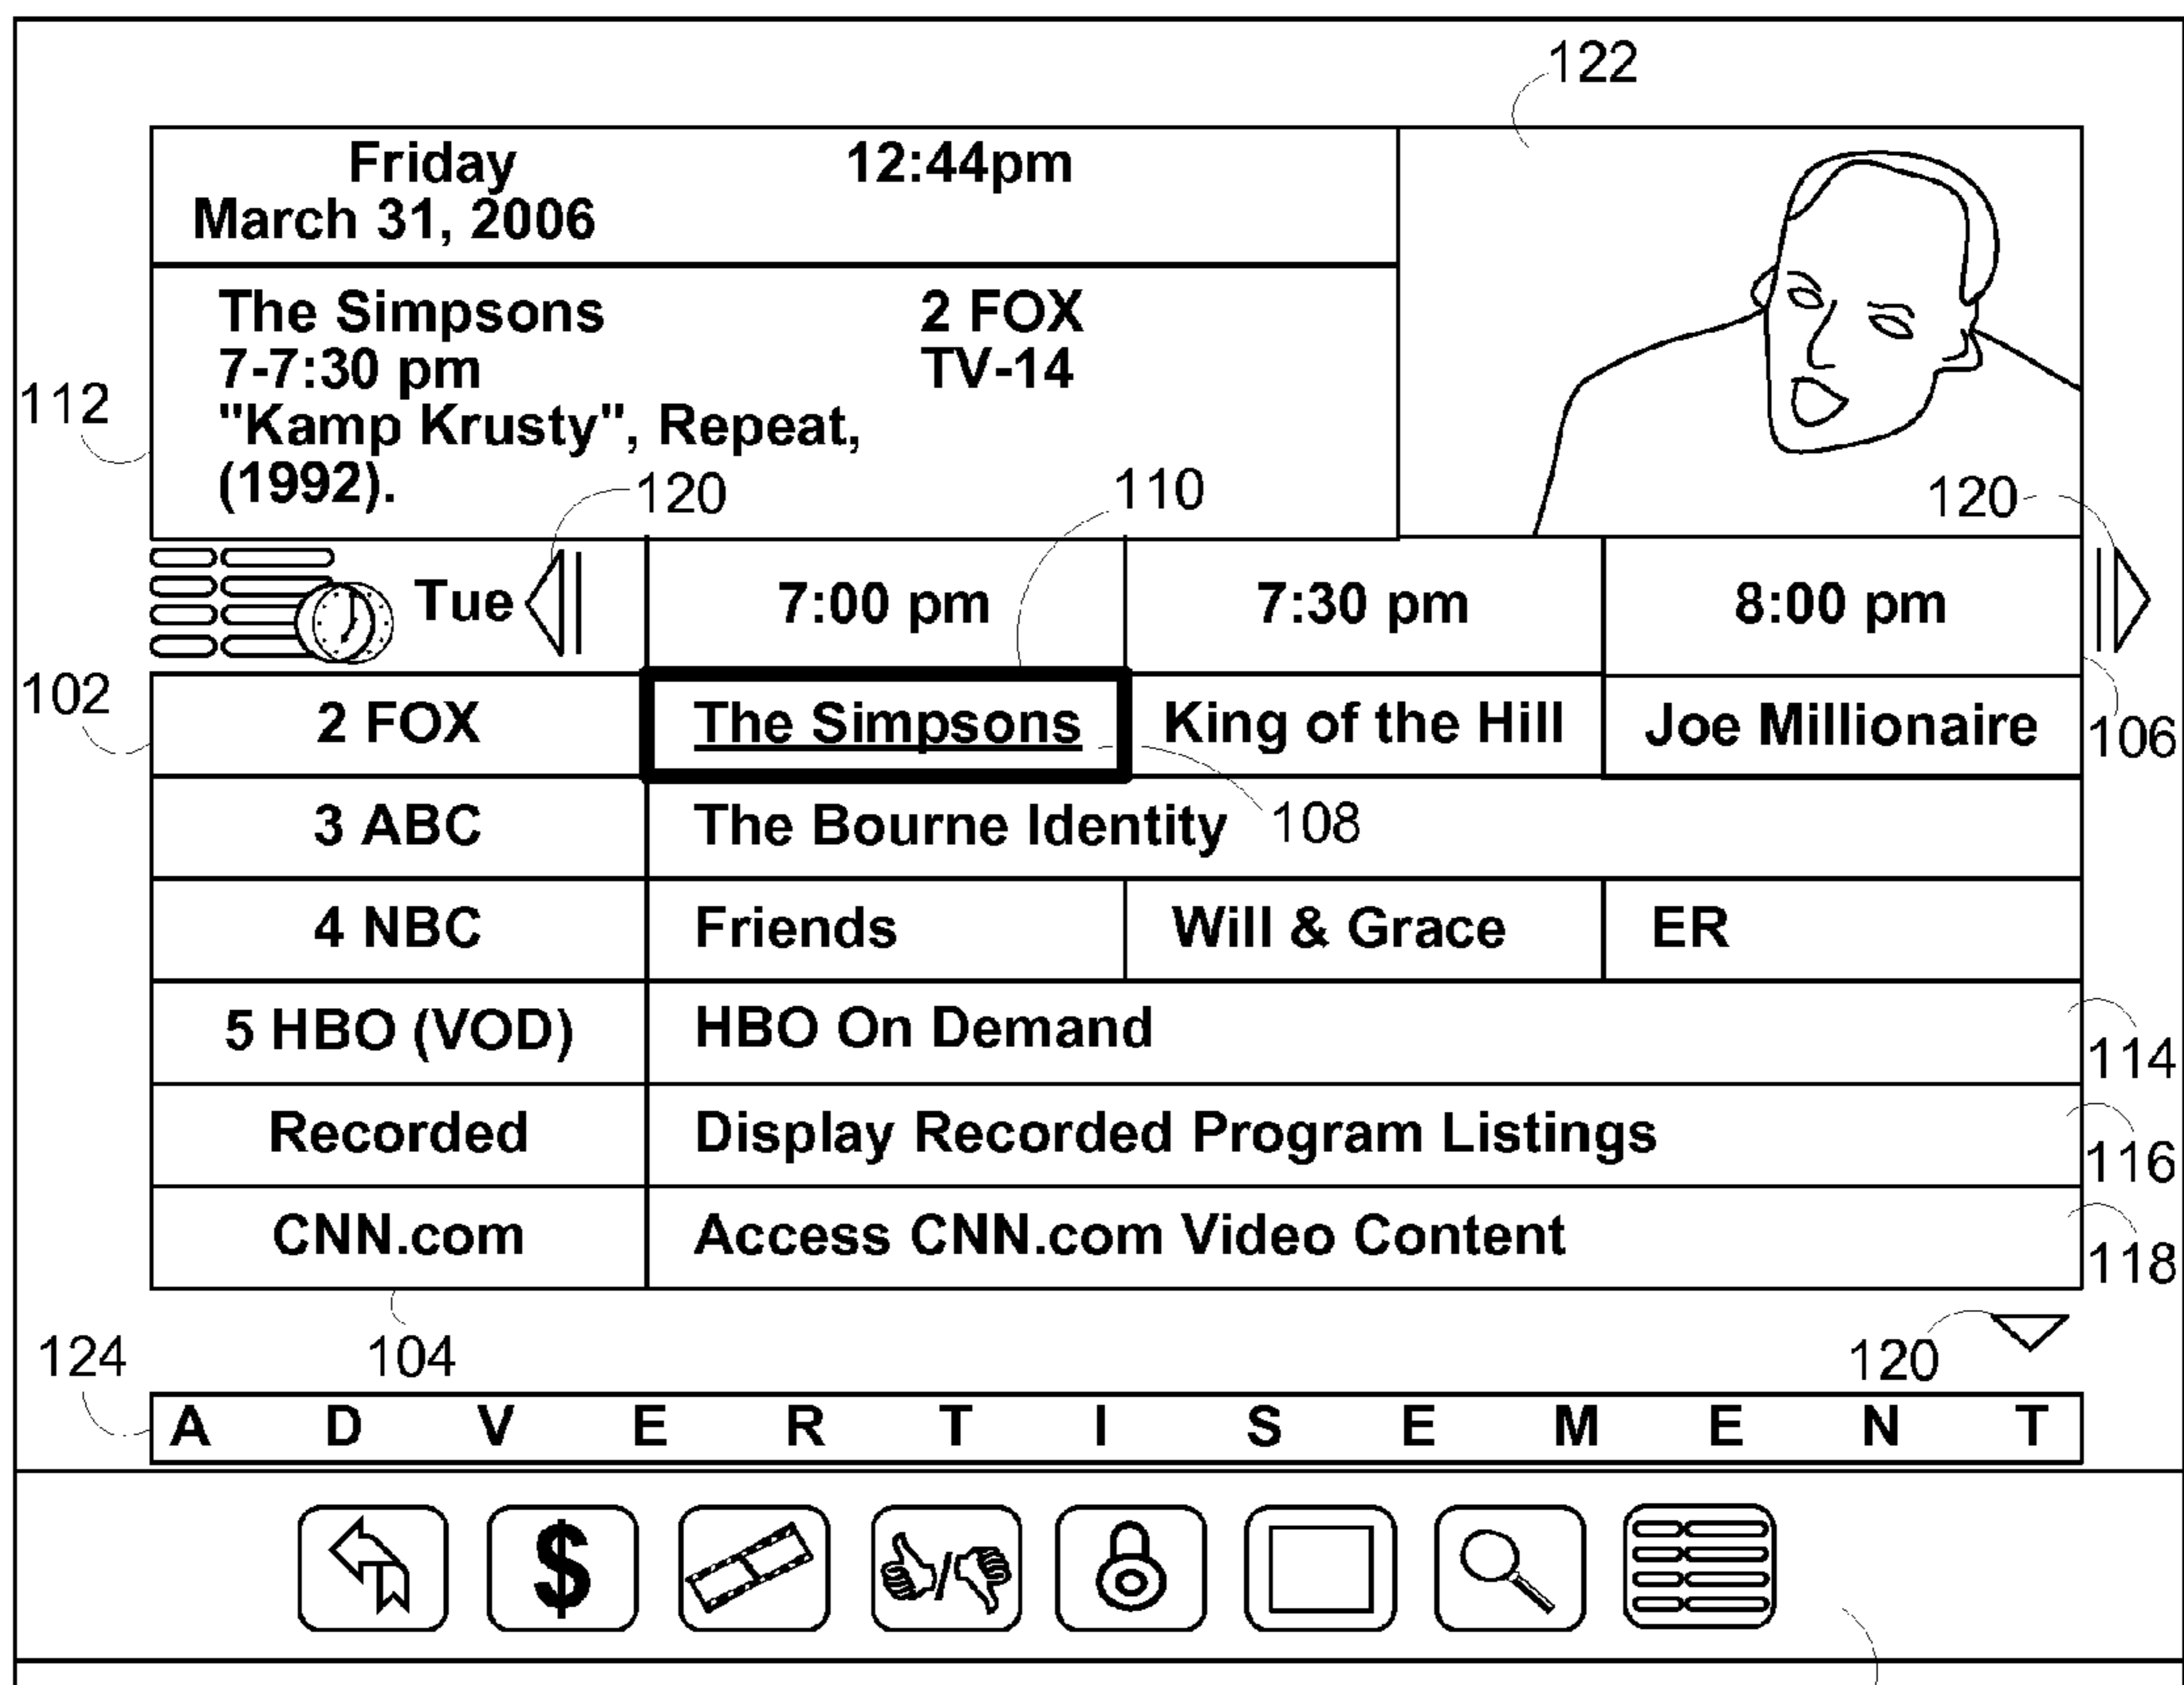 122
Friday 12:44pm
March 31, 2006
The Simpsons 2 FOX
7-7:30 pm TV-14
112
"Kamp Krusty", Repeat,
(1992).
120 110 120
Tue 7:00 pm 7:30 pm 8:00 pm
102
2 FOX The Simpsons King of the Hill Joe Millionaire
106
3 ABC The Bourne Identity 108
4 NBC Friends Will & Grace ER
5 HBO (VOD) HBO On Demand
114
Recorded Display Recorded Program Listings
116
CNN.com Access CNN.com Video Content
118
124 104 120
A D V E R T I S E M E N T
$
/